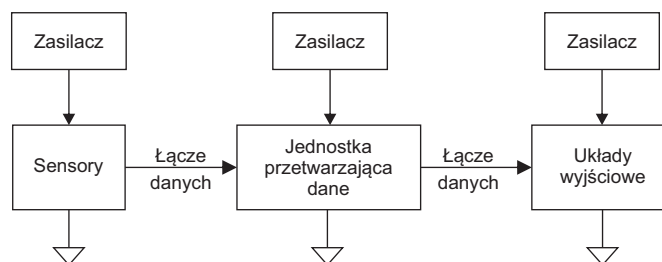 Zasilacz
Zasilacz
Zasilacz
Sensory
Łącze
danych
Jednostka
przetwarzająca
dane
Łącze
danych
Układy
wyjściowe